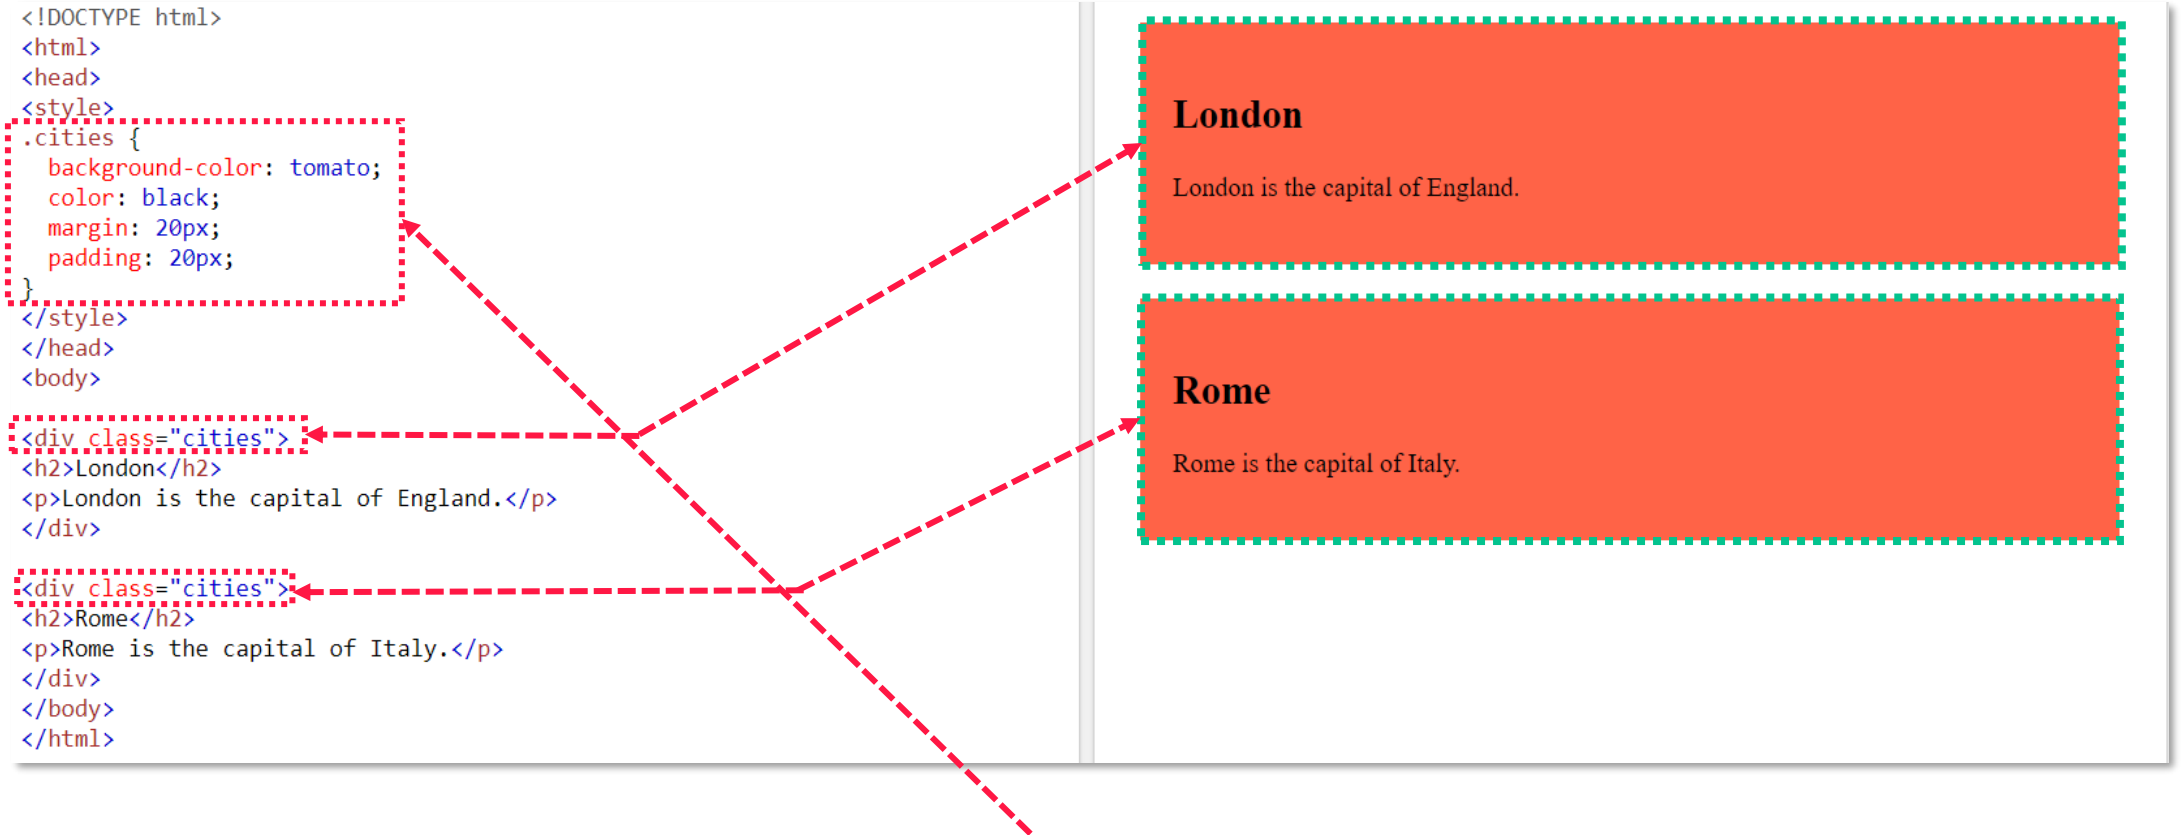 <!DOCTYPE html>
<html>
<head>
<style>
.cities {
  background-color: tomato;
  color: black;
  margin: 20px;
  padding: 20px;
}
</style>
</head>
<body>
<div class="cities">
<h2>London</h2>
<p>London is the capital of England.</p>
</div>
<div class="cities">
<h2>Rome</h2>
<p>Rome is the capital of Italy.</p>
</div>
</body>
</html>
London
London is the capital of England.
Rome
Rome is the capital of Italy.